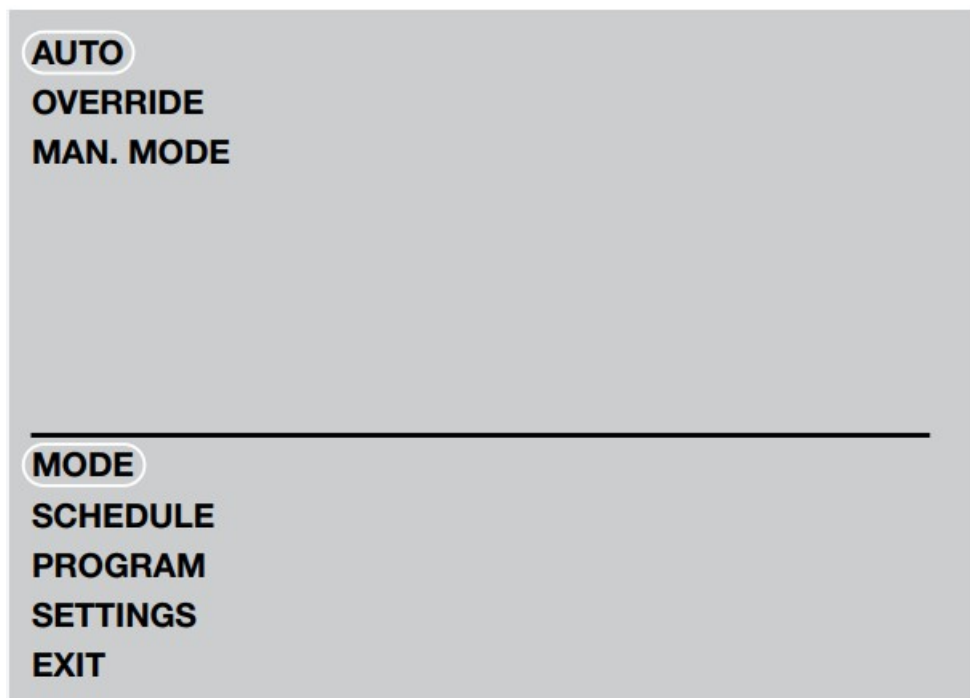 AUTO
OVERRIDE
MAN. MODE
MODE
SCHEDULE
PROGRAM
SETTINGS
EXIT